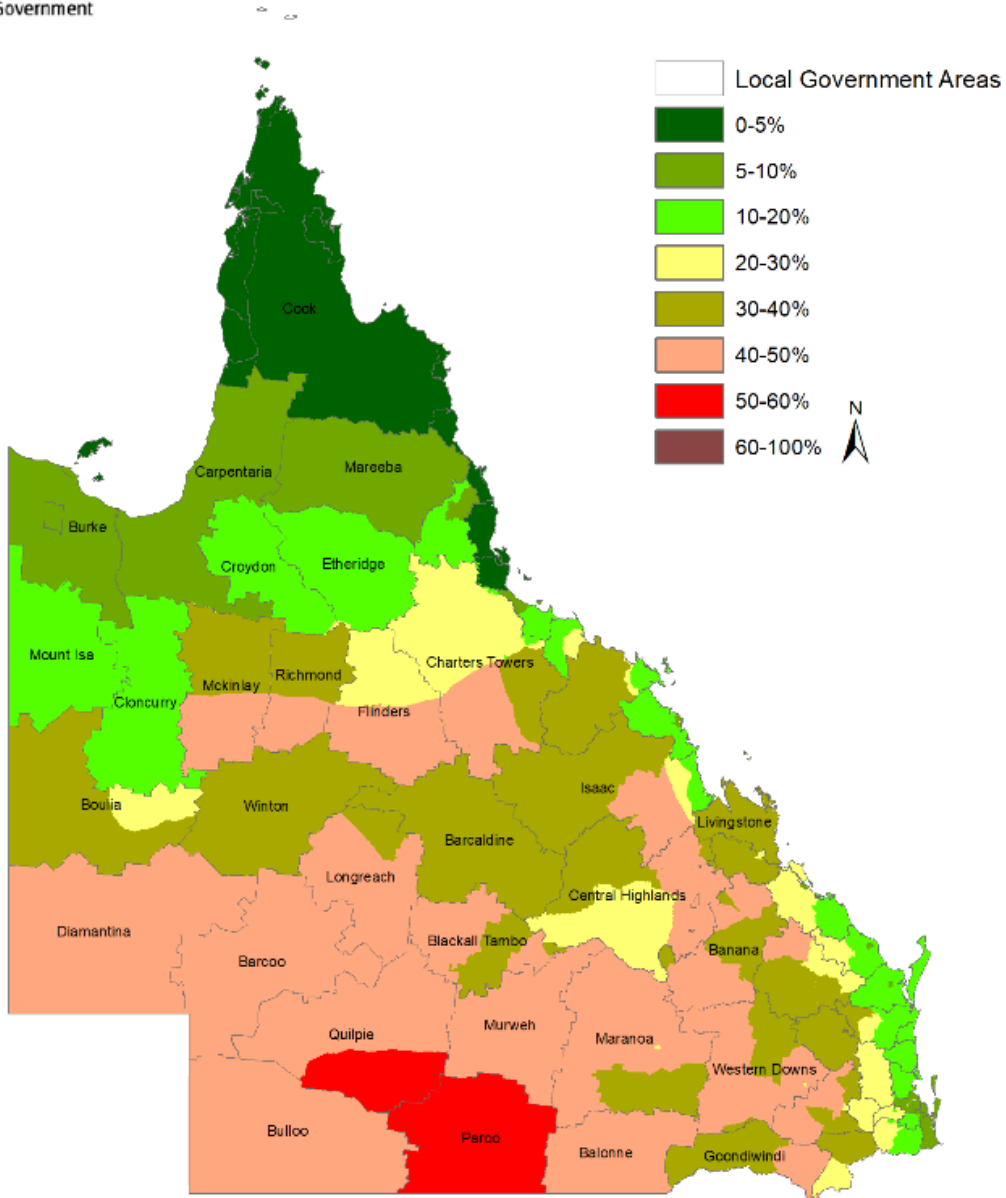 Government
Local Government Areas
0-5%
5-10%
10-20%
20-30%
30-40%
40-50%
50-60%
60-100%
N
Cook
Carpentaria
Mareeba
Burke
Croydon
Etheridge
Mount Isa
Cloncurry
Mckinlay
Richmond
Charters Towers
Flinders
Boulia
Winton
Isaac
Livingstone
Barcaldine
Longreach
Central Highlands
Diamantina
Barcoo
Blackall Tambo
Banana
Quilpie
Murweh
Maranoa
Western Downs
Bulloo
Paroo
Balonne
Goondiwindi